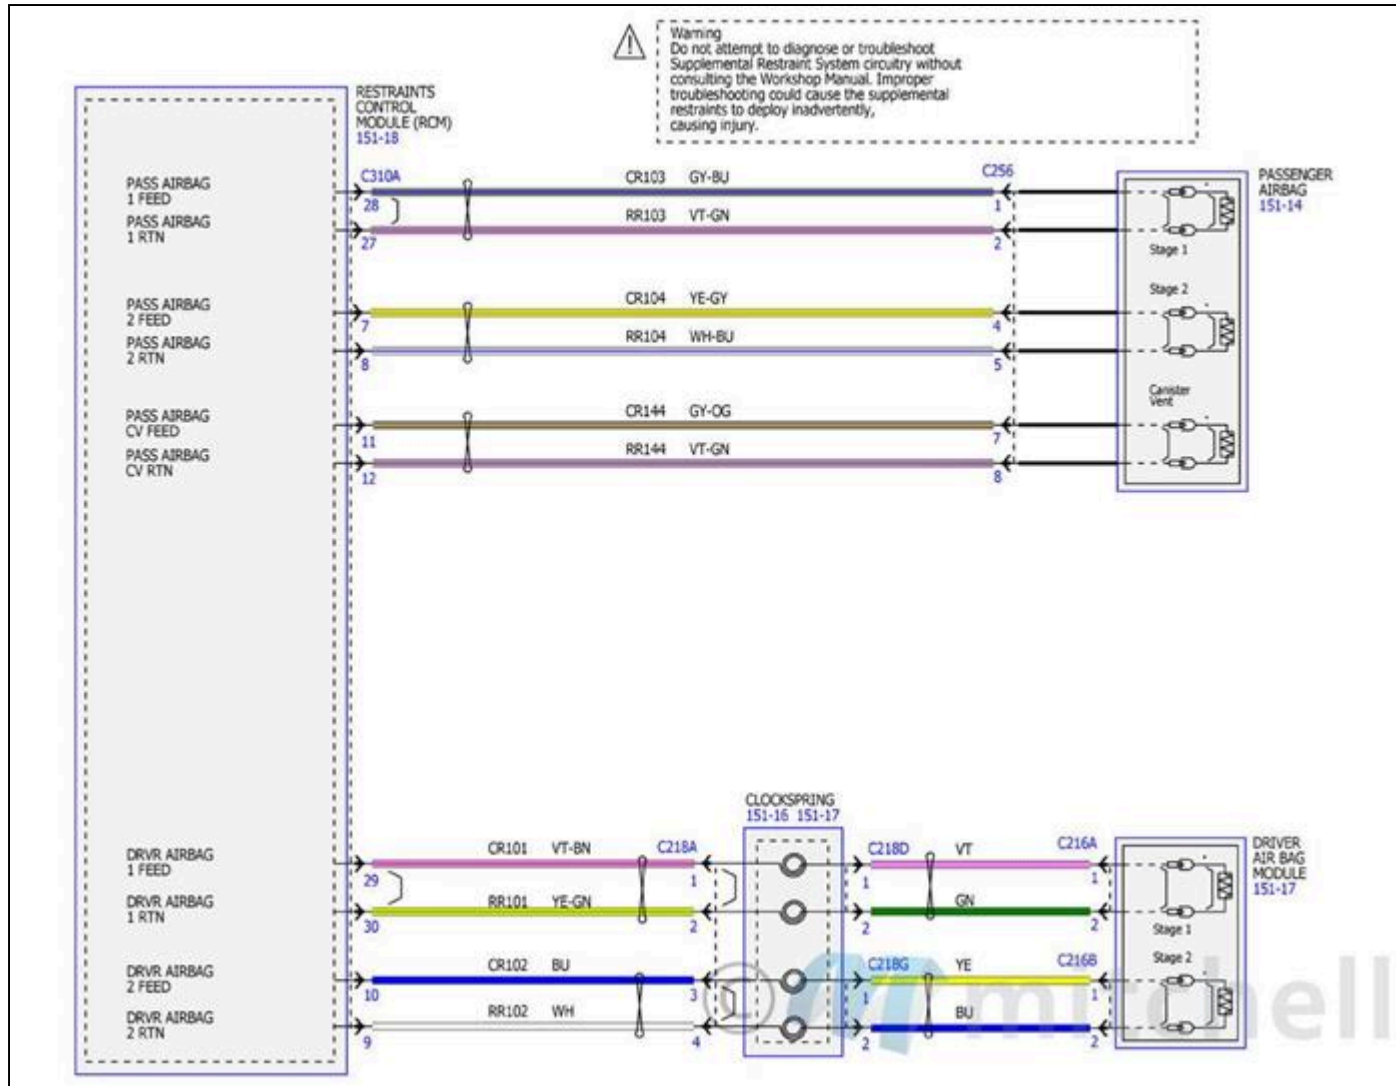 Warning
Do not attempt to diagnose or troubleshoot
Supplemental Restraint System circuitry without
consulting the Workshop Manual. Improper
troubleshooting could cause the supplemental
restraints to deploy inadvertently,
causing injury.
RESTRAINTS
CONTROL
MODULE (RCM)
151-18
PASS AIRBAG
1 FEED
C310A
28
CR103 GY-BU
C256
1
PASSENGER
AIRBAG
151-14
PASS AIRBAG
1 RTN
27
RR103 VT-GN
2
Stage 1
PASS AIRBAG
2 FEED
7
CR104 YE-GY
4
Stage 2
PASS AIRBAG
2 RTN
8
RR104 WH-BU
5
PASS AIRBAG
CV FEED
11
CR144 GY-OG
7
Canister
Vent
PASS AIRBAG
CV RTN
12
RR144 VT-GN
8
CLOCKSPRING
151-16 151-17
DRVR AIRBAG
1 FEED
29
CR101 VT-BN
C218A
1
C218D
1
VT
C216A
1
DRIVER
AIR BAG
MODULE
151-17
DRVR AIRBAG
1 RTN
30
RR101 YE-GN
2
2
GN
2
Stage 1
DRVR AIRBAG
2 FEED
10
CR102 BU
3
C218G
1
YE
C216B
1
Stage 2
DRVR AIRBAG
2 RTN
9
RR102 WH
4
2
BU
2
© mitchell